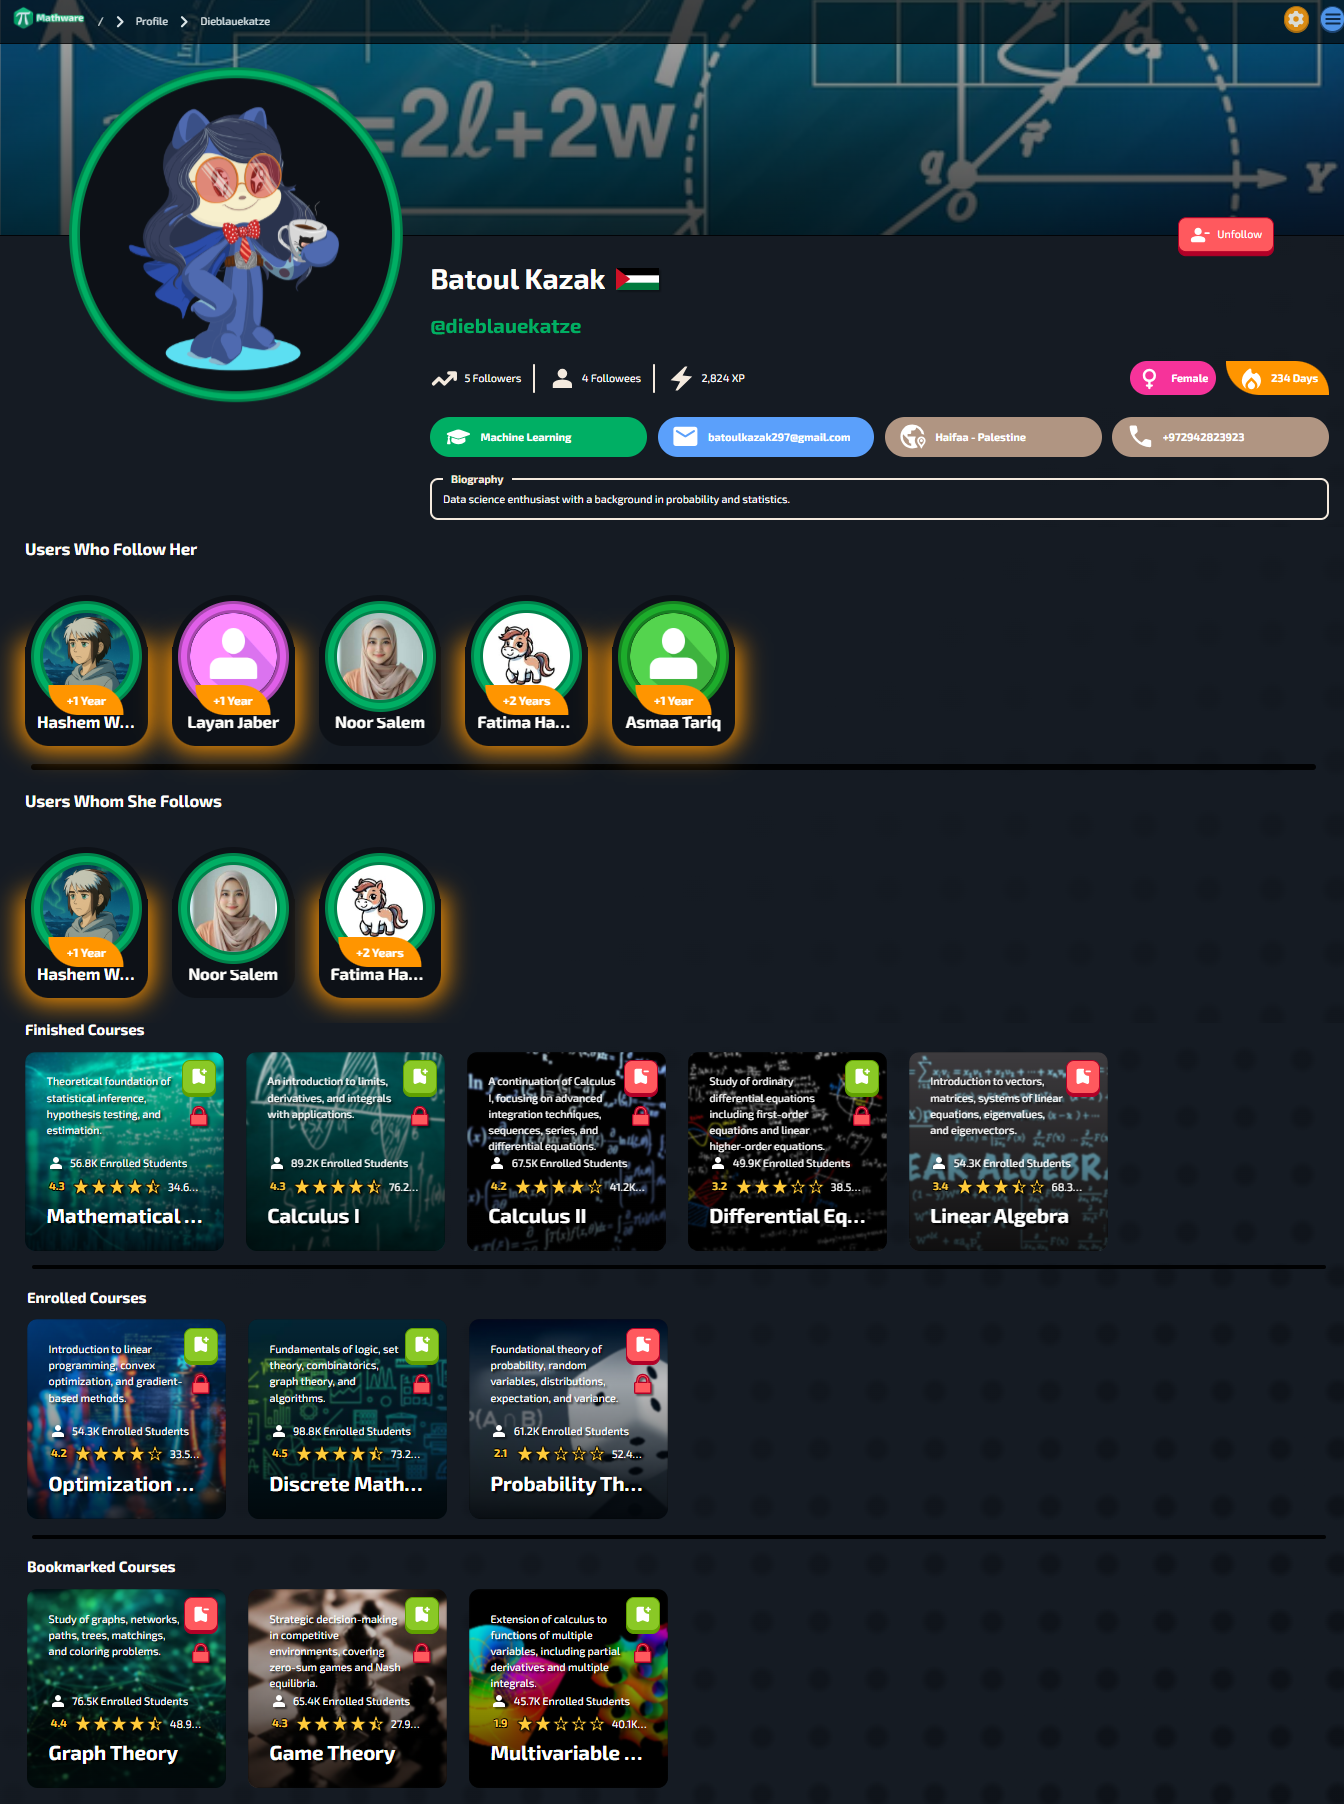 Mathware / Profile Dieblauekatze
=2ℓ+2w
q
r
O
Y
Unfollow
Batoul Kazak
@dieblauekatze
5 Followers 4 Followees 2,824 XP
Female 234 Days
Machine Learning batoulkazak297@gmail.com Haifaa - Palestine +972942823923
Biography
Data science enthusiast with a background in probability and statistics.
Users Who Follow Her
+1 Year +1 Year +2 Years +1 Year
Hashem W... Layan Jaber Noor Salem Fatima Ha... Asmaa Tariq
Users Whom She Follows
+1 Year +2 Years
Hashem W... Noor Salem Fatima Ha...
Finished Courses
Theoretical foundation of
statistical inference,
hypothesis testing, and
estimation.
56.8K Enrolled Students
4.3 34.6...
Mathematical ...
An introduction to limits,
derivatives, and integrals
with applications.
89.2K Enrolled Students
4.3 76.2...
Calculus I
A continuation of Calculus
I, focusing on advanced
integration techniques,
sequences, series, and
differential equations.
67.5K Enrolled Students
4.2 41.2K...
Calculus II
Study of ordinary
differential equations
including first-order
equations and linear
higher-order equations.
49.9K Enrolled Students
3.2 38.5...
Differential Eq...
Introduction to vectors,
matrices, systems of linear
equations, eigenvalues,
and eigenvectors.
54.3K Enrolled Students
3.4 68.3...
Linear Algebra
Enrolled Courses
Introduction to linear
programming, convex
optimization, and gradient-
based methods.
54.3K Enrolled Students
4.2 33.5...
Optimization ...
Fundamentals of logic, set
theory, combinatorics,
graph theory, and
algorithms.
98.8K Enrolled Students
4.5 73.2...
Discrete Math...
Foundational theory of
probability, random
variables, distributions,
expectation, and variance.
P(A∩B)
61.2K Enrolled Students
2.1 52.4...
Probability Th...
Bookmarked Courses
Study of graphs, networks,
paths, trees, matchings,
and coloring problems.
76.5K Enrolled Students
4.4 48.9...
Graph Theory
Strategic decision-making
in competitive
environments, covering
zero-sum games and Nash
equilibria.
65.4K Enrolled Students
4.3 27.9...
Game Theory
Extension of calculus to
functions of multiple
variables, including partial
derivatives and multiple
integrals.
45.7K Enrolled Students
1.9 40.1K...
Multivariable ...